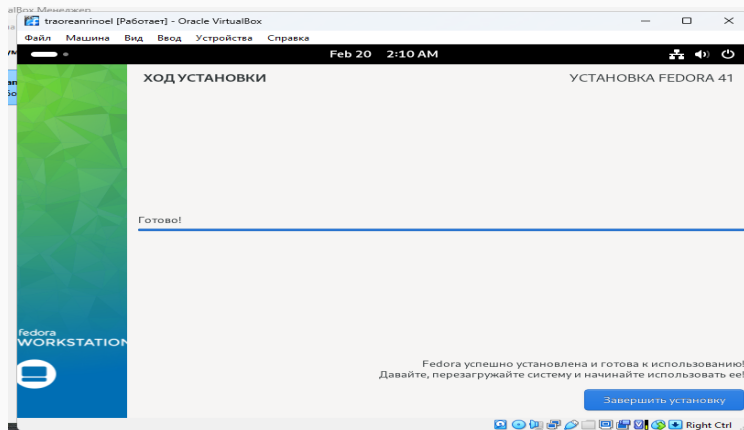 traoreanrinoel [Работает] - Oracle VirtualBox
Файл Машина Вид Ввод Устройства Справка
Feb 20 2:10 AM
ХОД УСТАНОВКИ
УСТАНОВКА FEDORA 41
Готово!
fedora
WORKSTATION
Fedora успешно установлена и готова к использованию!
Давайте, перезагружайте систему и начинайте использовать ее!
Завершить установку
Right Ctrl